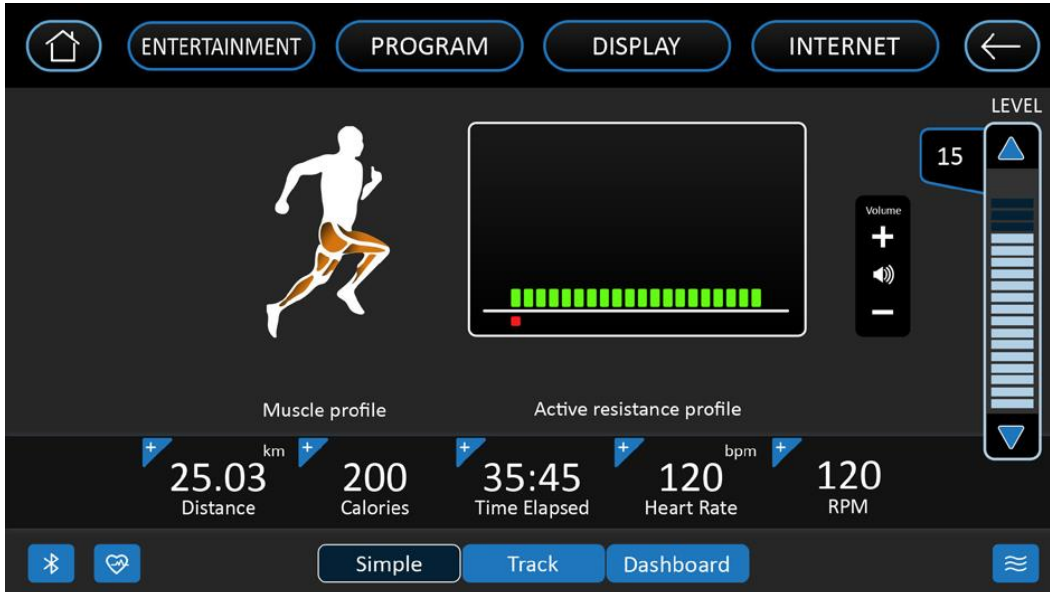 ENTERTAINMENT
PROGRAM
DISPLAY
INTERNET
LEVEL
15
Volume
Muscle profile
Active resistance profile
km
bpm
25.03
200
35:45
120
120
Distance
Calories
Time Elapsed
Heart Rate
RPM
Simple
Track
Dashboard